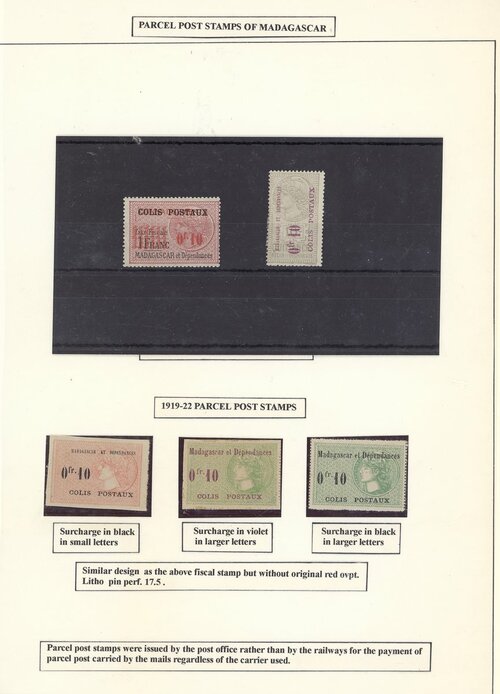 PARCEL POST STAMPS OF MADAGASCAR
COLIS POSTAUX
1 FRANC
0fr 10
MADAGASCAR et Dépendances
0fr 10
COLIS POSTAUX
1919-22 PARCEL POST STAMPS
MADAGASCAR ET DÉPENDANCES
0fr 10
COLIS POSTAUX
Madagascar et Dépendances
0fr 10
COLIS POSTAUX
Madagascar et Dépendances
0fr 10
COLIS POSTAUX
Surcharge in black
in small letters
Surcharge in violet
in larger letters
Surcharge in black
in larger letters
Similar design as the above fiscal stamp but without original red ovpt.
Litho pin perf. 17.5 .
Parcel post stamps were issued by the post office rather than by the railways for the payment of
parcel post carried by the mails regardless of the carrier used.